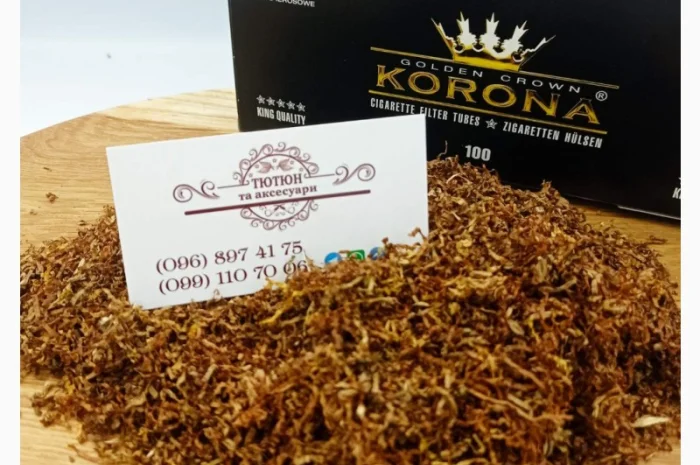 GOLDEN CROWN
KORONA®
CIGARETTE FILTER TUBES ★ ZIGARETTEN HÜLSEN
★★★★★
KING QUALITY
100
ТЮТЮН
та аксесуари
(096) 897 41 75
(099) 110 70 06